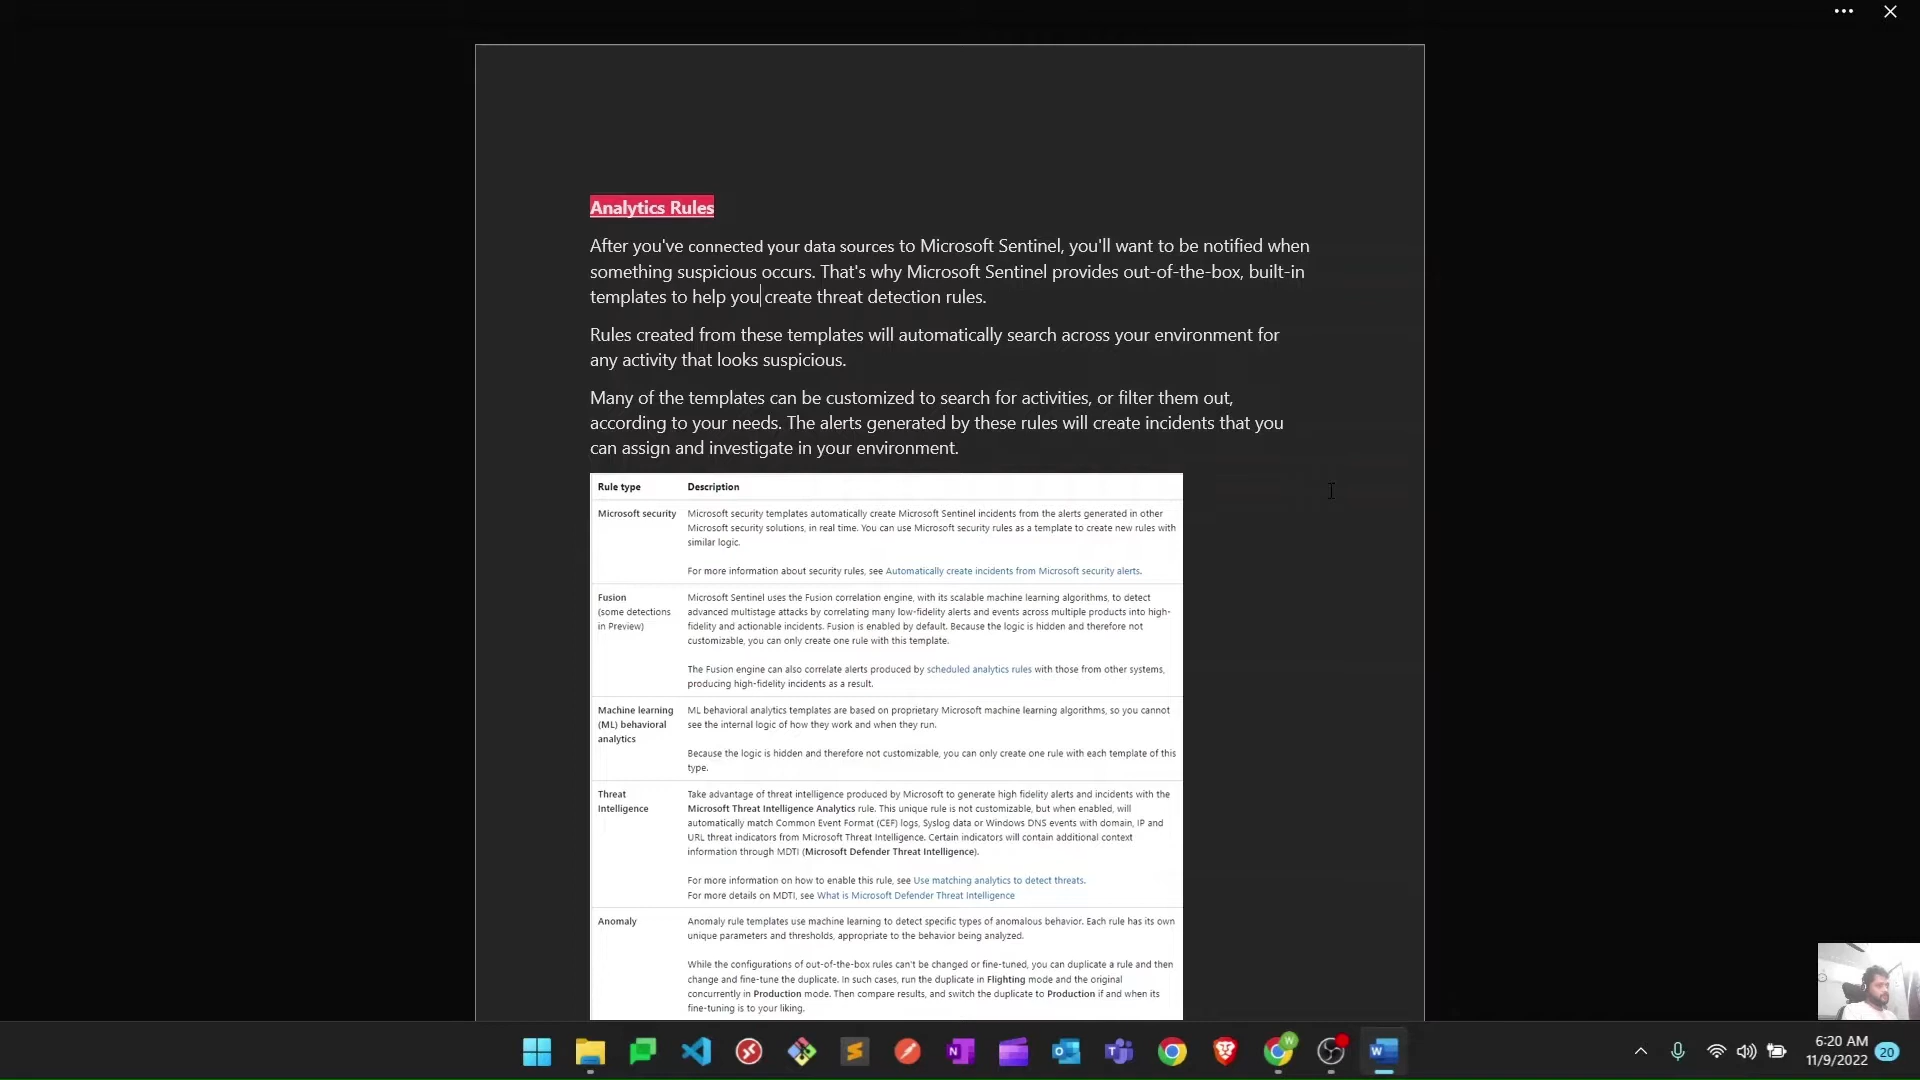 Analytics Rules
After you've connected your data sources to Microsoft Sentinel, you'll want to be notified when
something suspicious occurs. That's why Microsoft Sentinel provides out-of-the-box, built-in
templates to help you create threat detection rules.
Rules created from these templates will automatically search across your environment for
any activity that looks suspicious.
Many of the templates can be customized to search for activities, or filter them out,
according to your needs. The alerts generated by these rules will create incidents that you
can assign and investigate in your environment.
Rule type Description
Microsoft security Microsoft security templates automatically create Microsoft Sentinel incidents from the alerts generated in other
Microsoft security solutions, in real time. You can use Microsoft security rules as a template to create new rules with
similar logic.
For more information about security rules, see Automatically create incidents from Microsoft security alerts.
Fusion Microsoft Sentinel uses the Fusion correlation engine, with its scalable machine learning algorithms, to detect
(some detections advanced multistage attacks by correlating many low-fidelity alerts and events across multiple products into high-
in Preview) fidelity and actionable incidents. Fusion is enabled by default. Because the logic is hidden and therefore not
customizable, you can only create one rule with this template.
The Fusion engine can also correlate alerts produced by scheduled analytics rules with those from other systems,
producing high-fidelity incidents as a result.
Machine learning ML behavioral analytics templates are based on proprietary Microsoft machine learning algorithms, so you cannot
(ML) behavioral see the internal logic of how they work and when they run.
analytics
Because the logic is hidden and therefore not customizable, you can only create one rule with each template of this
type.
Threat Take advantage of threat intelligence produced by Microsoft to generate high fidelity alerts and incidents with the
Intelligence Microsoft Threat Intelligence Analytics rule. This unique rule is not customizable, but when enabled, will
automatically match Common Event Format (CEF) logs, Syslog data or Windows DNS events with domain, IP and
URL threat indicators from Microsoft Threat Intelligence. Certain indicators will contain additional context
information through MDTI (Microsoft Defender Threat Intelligence).
For more information on how to enable this rule, see Use matching analytics to detect threats.
For more details on MDTI, see What is Microsoft Defender Threat Intelligence
Anomaly Anomaly rule templates use machine learning to detect specific types of anomalous behavior. Each rule has its own
unique parameters and thresholds, appropriate to the behavior being analyzed.
While the configurations of out-of-the-box rules can't be changed or fine-tuned, you can duplicate a rule and then
change and fine-tune the duplicate. In such cases, run the duplicate in Flighting mode and the original
concurrently in Production mode. Then compare results, and switch the duplicate to Production if and when its
fine-tuning is to your liking.
6:20 AM
11/9/2022 20